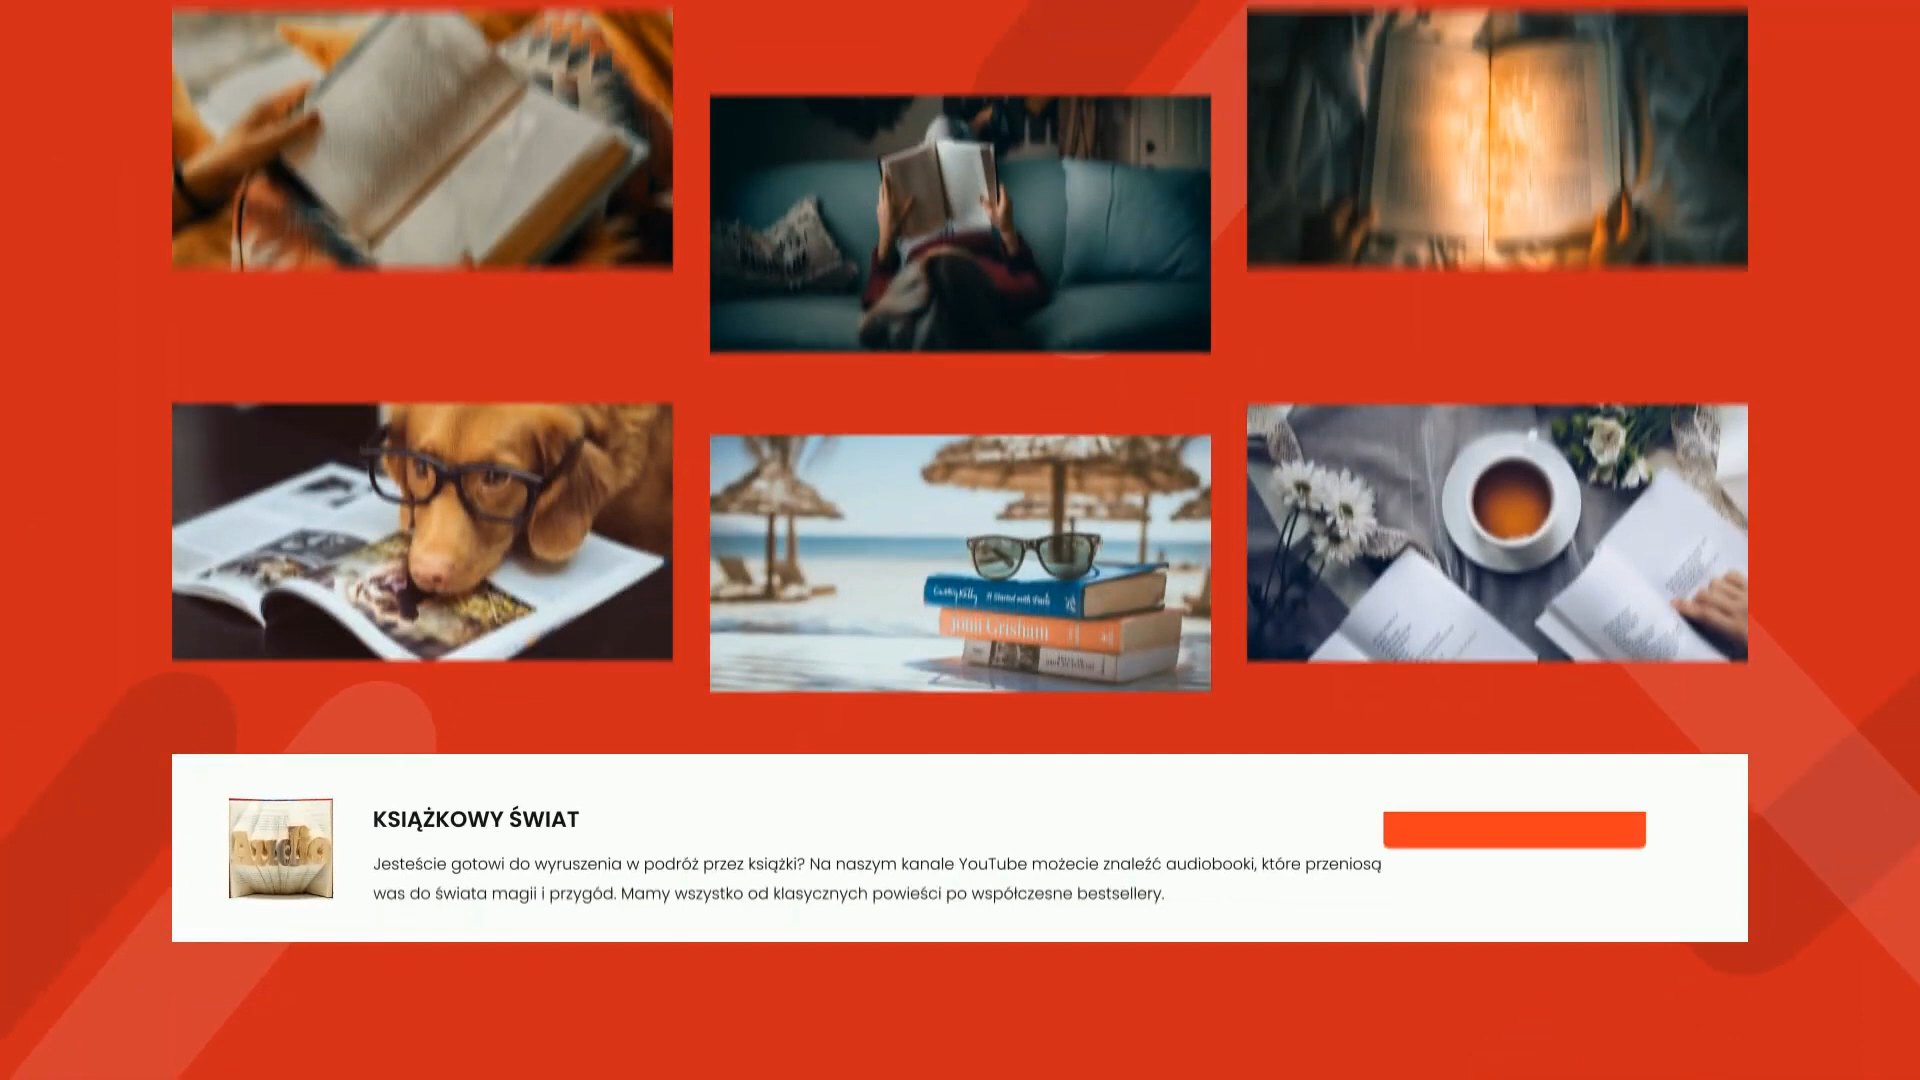 John Grisham
Audio
KSIĄŻKOWY ŚWIAT
Jesteście gotowi do wyruszenia w podróż przez książki? Na naszym kanale YouTube możecie znaleźć audiobooki, które przeniosą
was do świata magii i przygód. Mamy wszystko od klasycznych powieści po współczesne bestsellery.